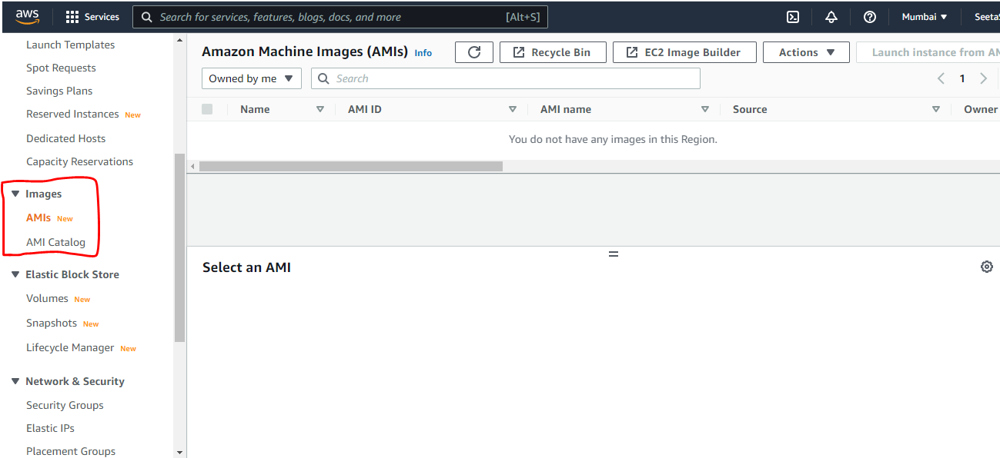 aws Services Search for services, features, blogs, docs, and more [Alt+S] Mumbai
Launch Templates
Spot Requests
Savings Plans
Reserved Instances New
Dedicated Hosts
Capacity Reservations
Images
AMIs New
AMI Catalog
Elastic Block Store
Volumes New
Snapshots New
Lifecycle Manager New
Network & Security
Security Groups
Elastic IPs
Placement Groups
Amazon Machine Images (AMIs) Info Recycle Bin EC2 Image Builder Actions Launch instance from
Owned by me Search 1
Name AMI ID AMI name Source Owner
You do not have any images in this Region.
Select an AMI